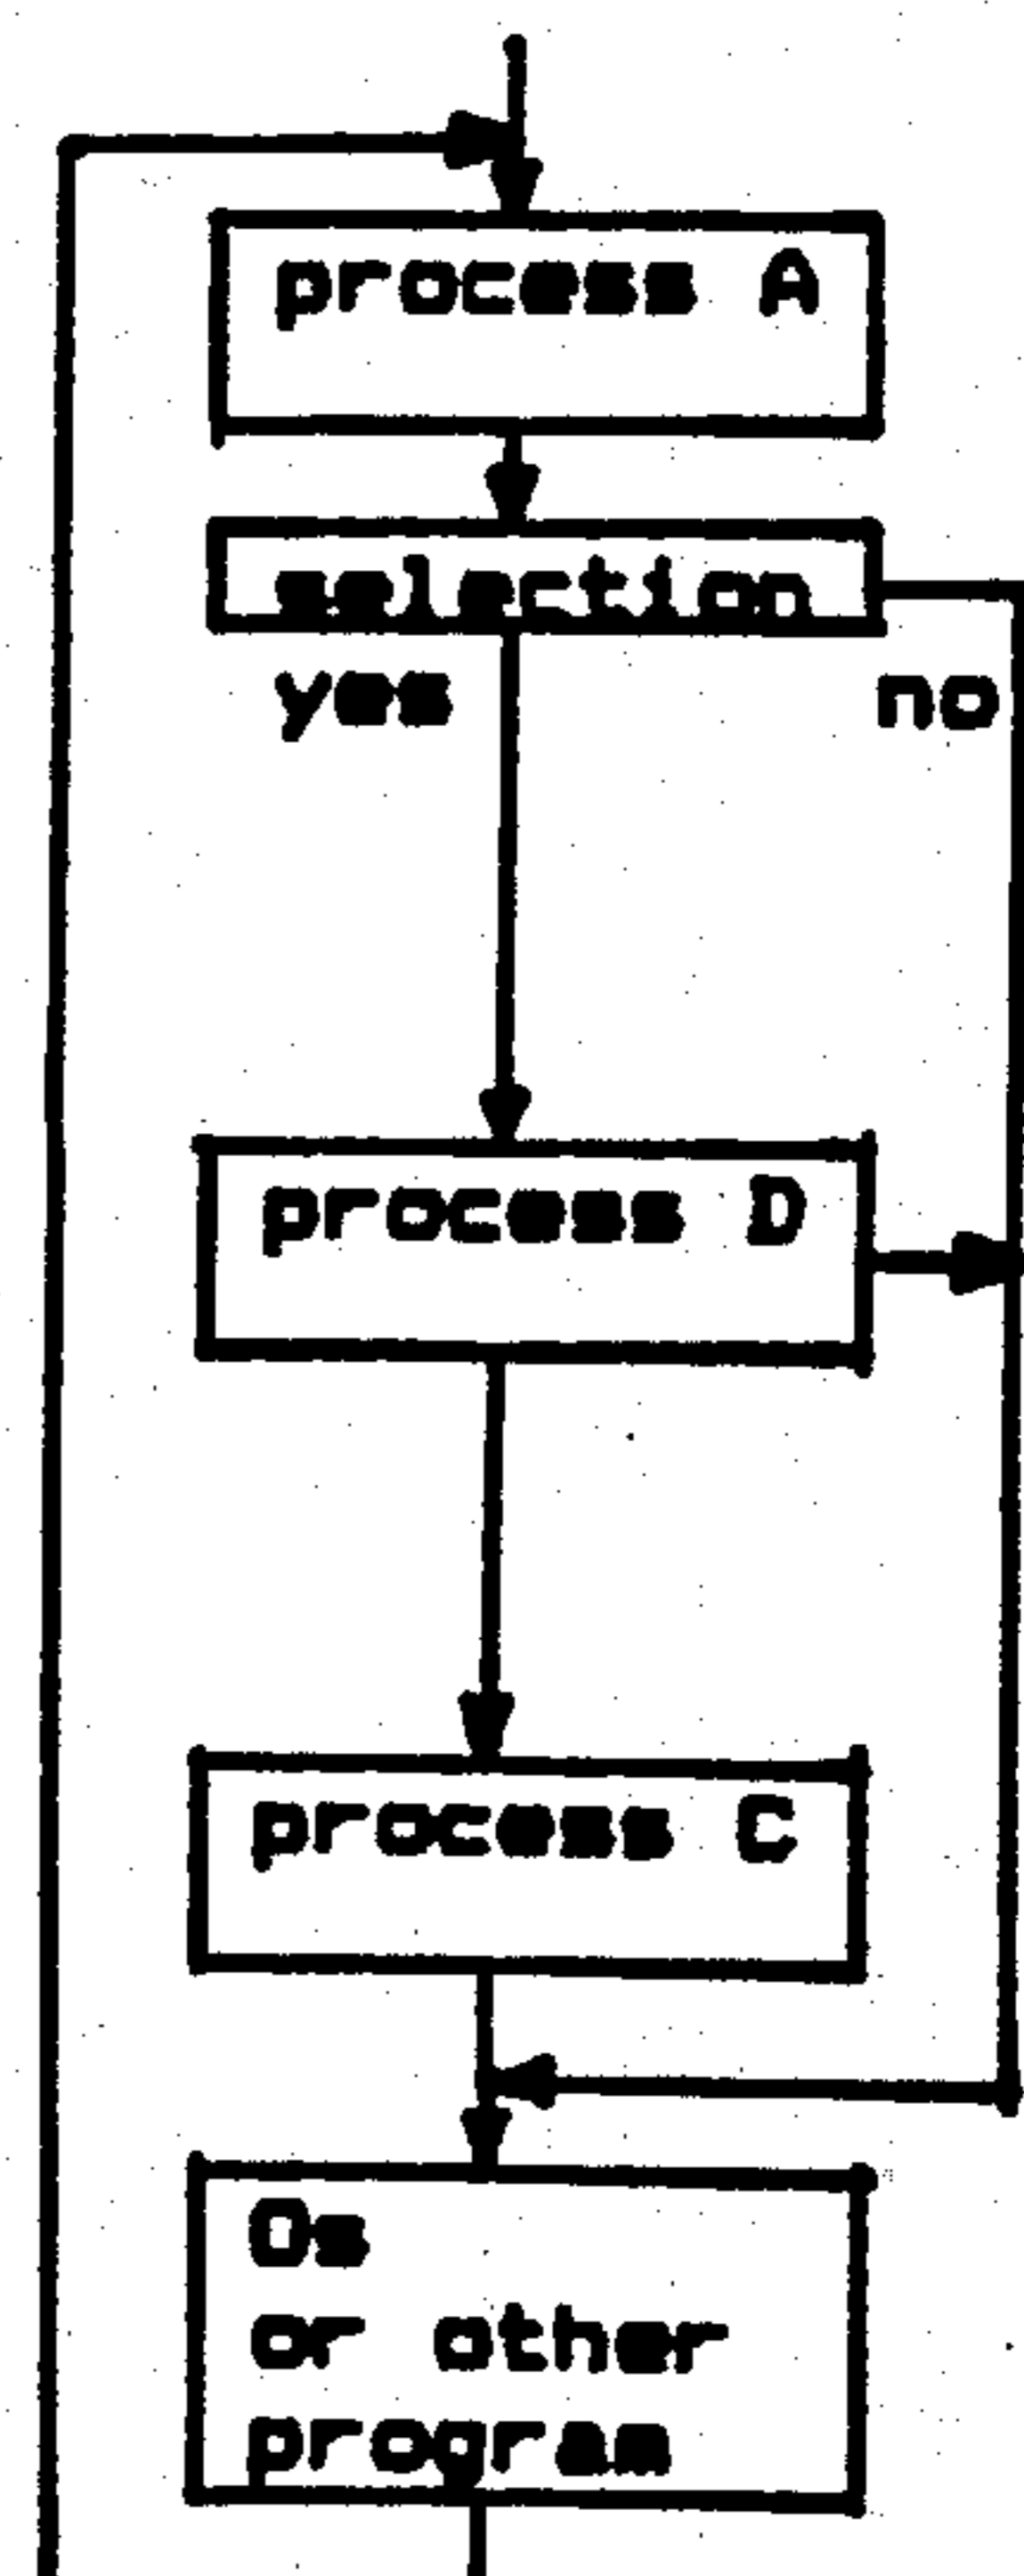 process A
selection
yes no
process D
process C
Os
or other
program